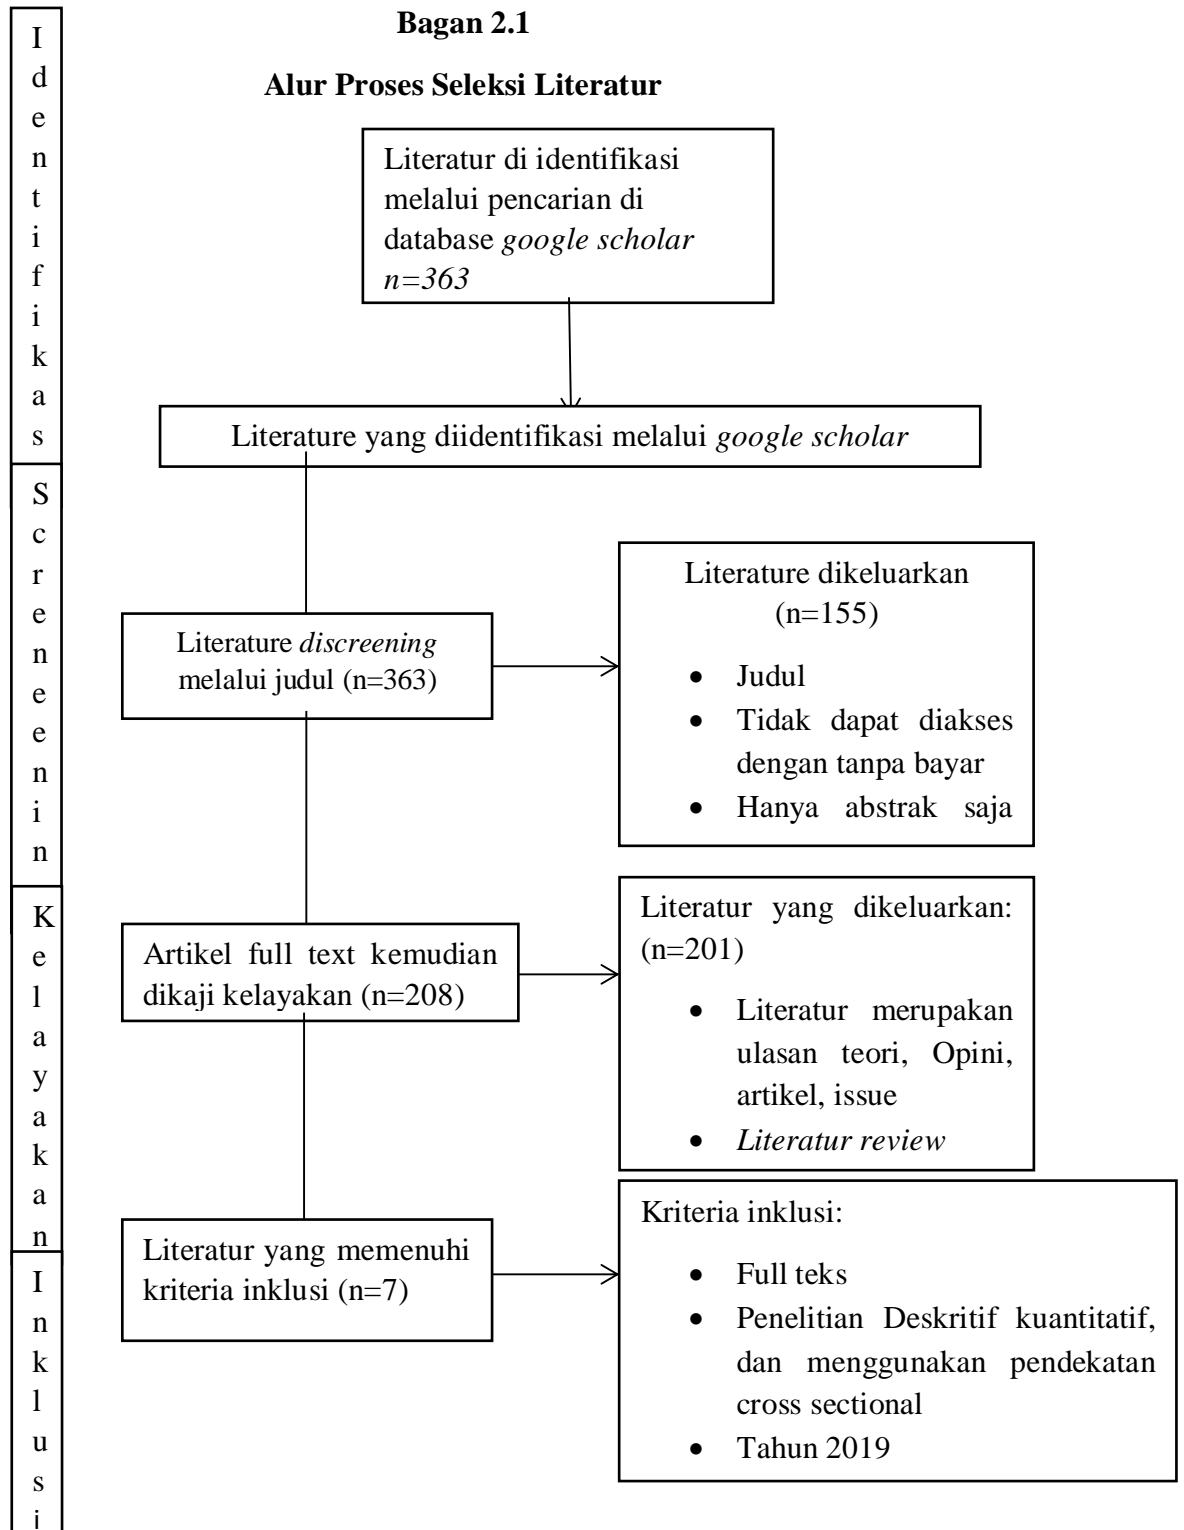 Bagan 2.1
Alur Proses Seleksi Literatur
I
d
e
n
t
i
f
i
k
a
s
Literatur di identifikasi
melalui pencarian di
database google scholar
n=363
Literature yang diidentifikasi melalui google scholar
S
c
r
e
n
e
e
n
i
n
Literature discreening
melalui judul (n=363)
Literature dikeluarkan
(n=155)
• Judul
• Tidak dapat diakses
dengan tanpa bayar
• Hanya abstrak saja
K
e
l
a
y
a
k
a
n
Artikel full text kemudian
dikaji kelayakan (n=208)
Literatur yang dikeluarkan:
(n=201)
• Literatur merupakan
ulasan teori, Opini,
artikel, issue
• Literatur review
I
n
k
l
u
s
i
Literatur yang memenuhi
kriteria inklusi (n=7)
Kriteria inklusi:
• Full teks
• Penelitian Deskritif kuantitatif,
dan menggunakan pendekatan
cross sectional
• Tahun 2019